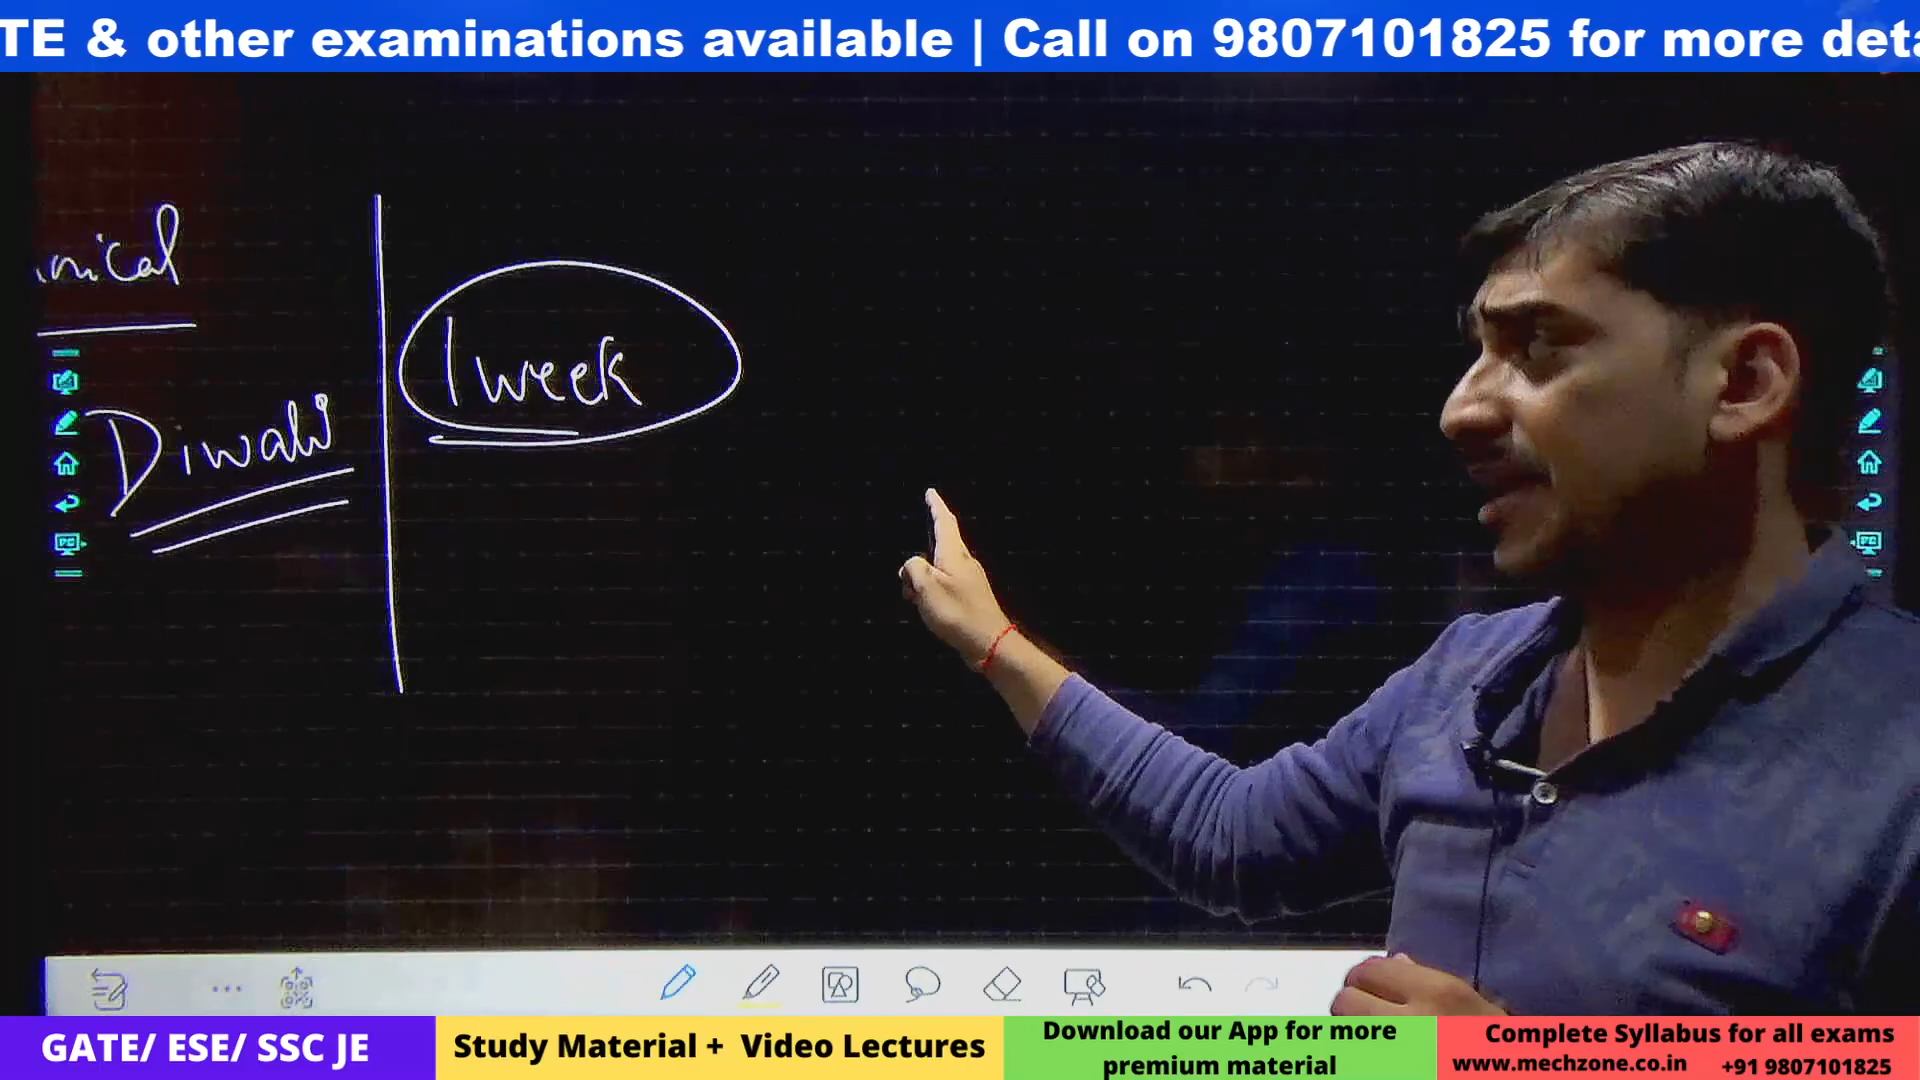 TE & other examinations available | Call on 9807101825 for more deta
nical
Diwali
1 week
GATE/ ESE/ SSC JE
Study Material + Video Lectures
Download our App for more
premium material
Complete Syllabus for all exams
www.mechzone.co.in +91 9807101825